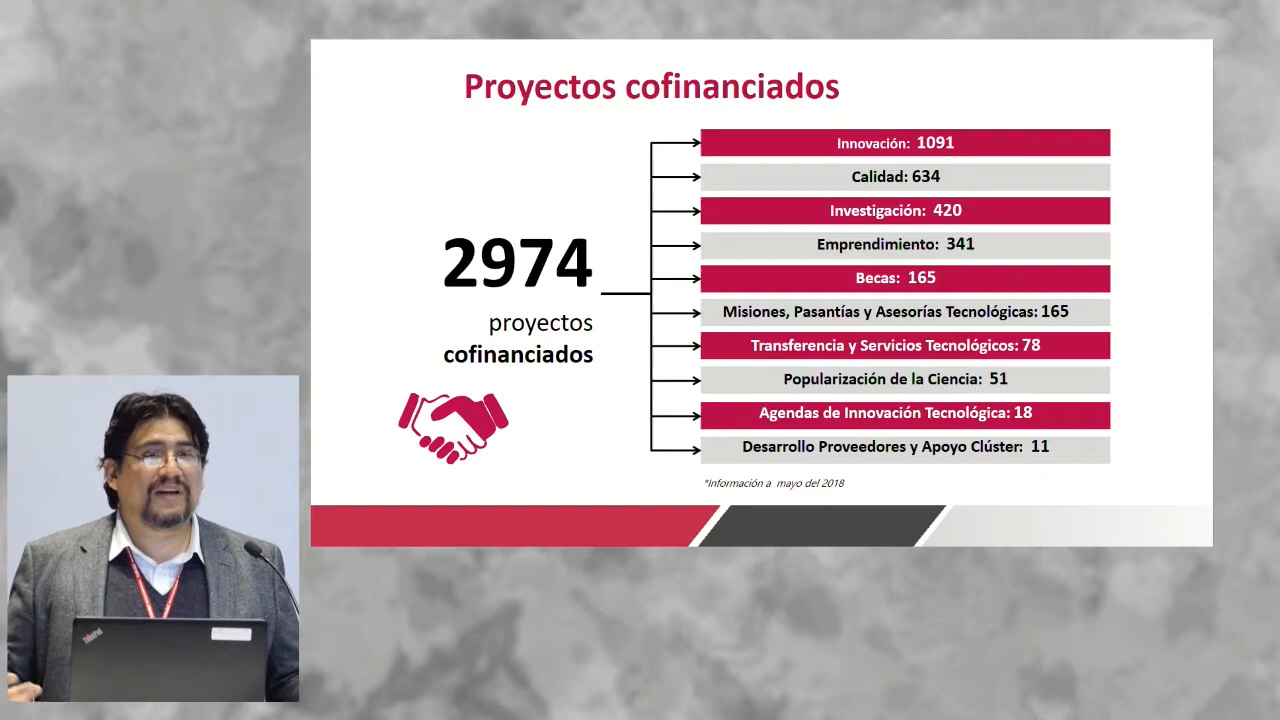 Proyectos cofinanciados
2974
proyectos
cofinanciados
Innovación: 1091
Calidad: 634
Investigación: 420
Emprendimiento: 341
Becas: 165
Misiones, Pasantías y Asesorías Tecnológicas: 165
Transferencia y Servicios Tecnológicos: 78
Popularización de la Ciencia: 51
Agendas de Innovación Tecnológica: 18
Desarrollo Proveedores y Apoyo Clúster: 11
*Información a mayo del 2018
ThinkPad